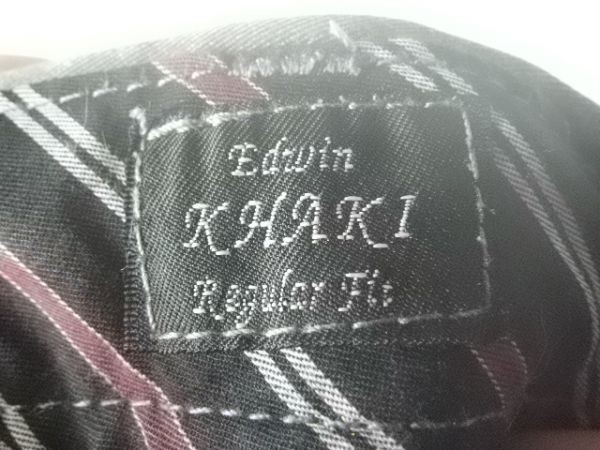 Edwin
KHAKI
Regular Fit